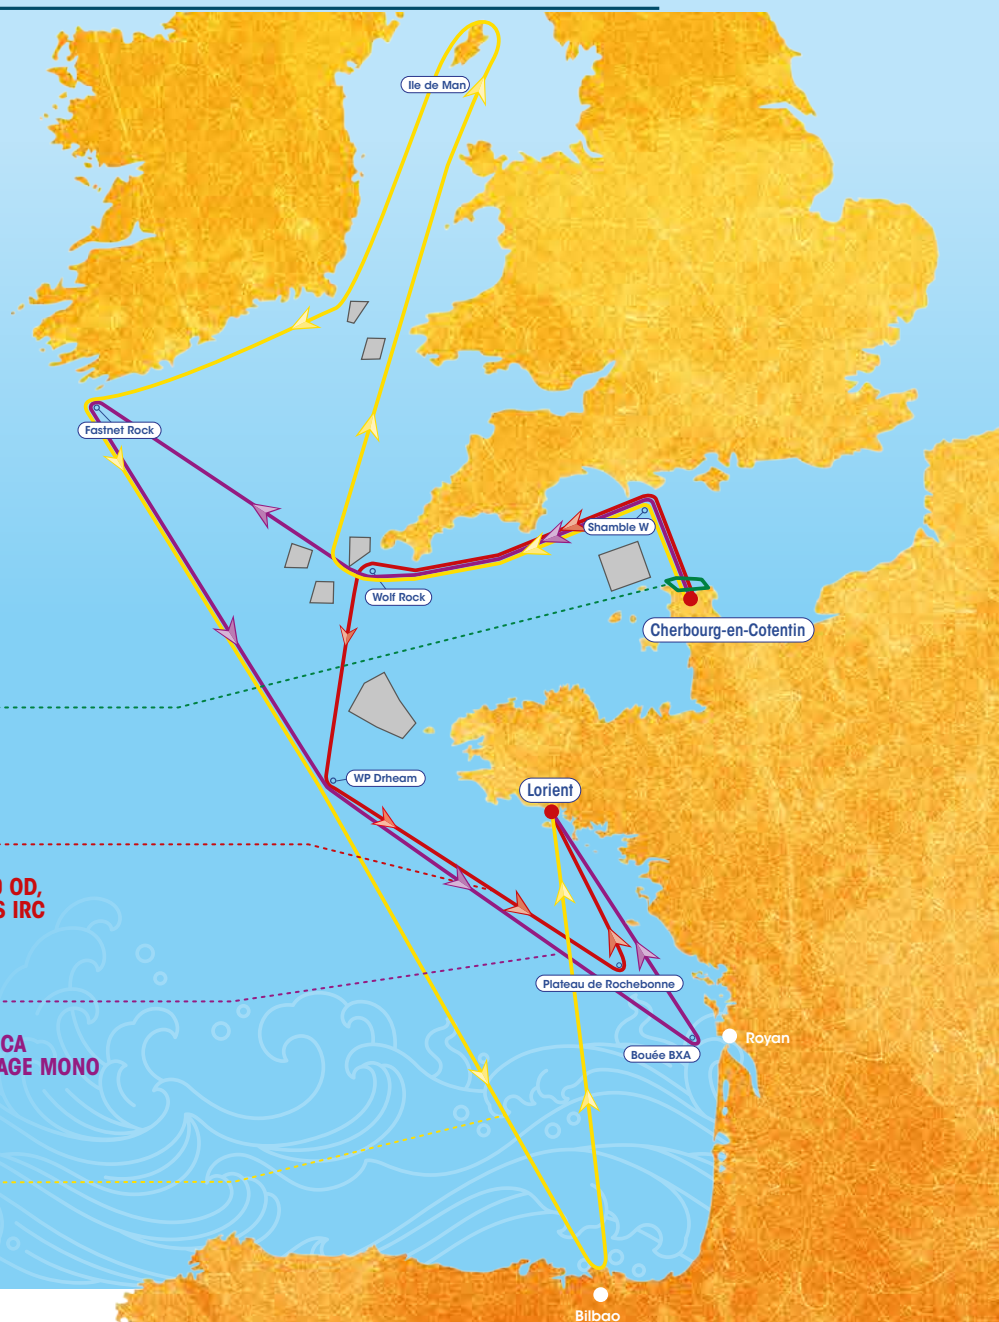 Ile de Man
Fastnet Rock
Shamble W
Wolf Rock
Cherbourg-en-Cotentin
WP Drheam
Lorient
OD,
S IRC
Plateau de Rochebonne
CA
AGE MONO
Royan
Bouée BXA
Bilbao